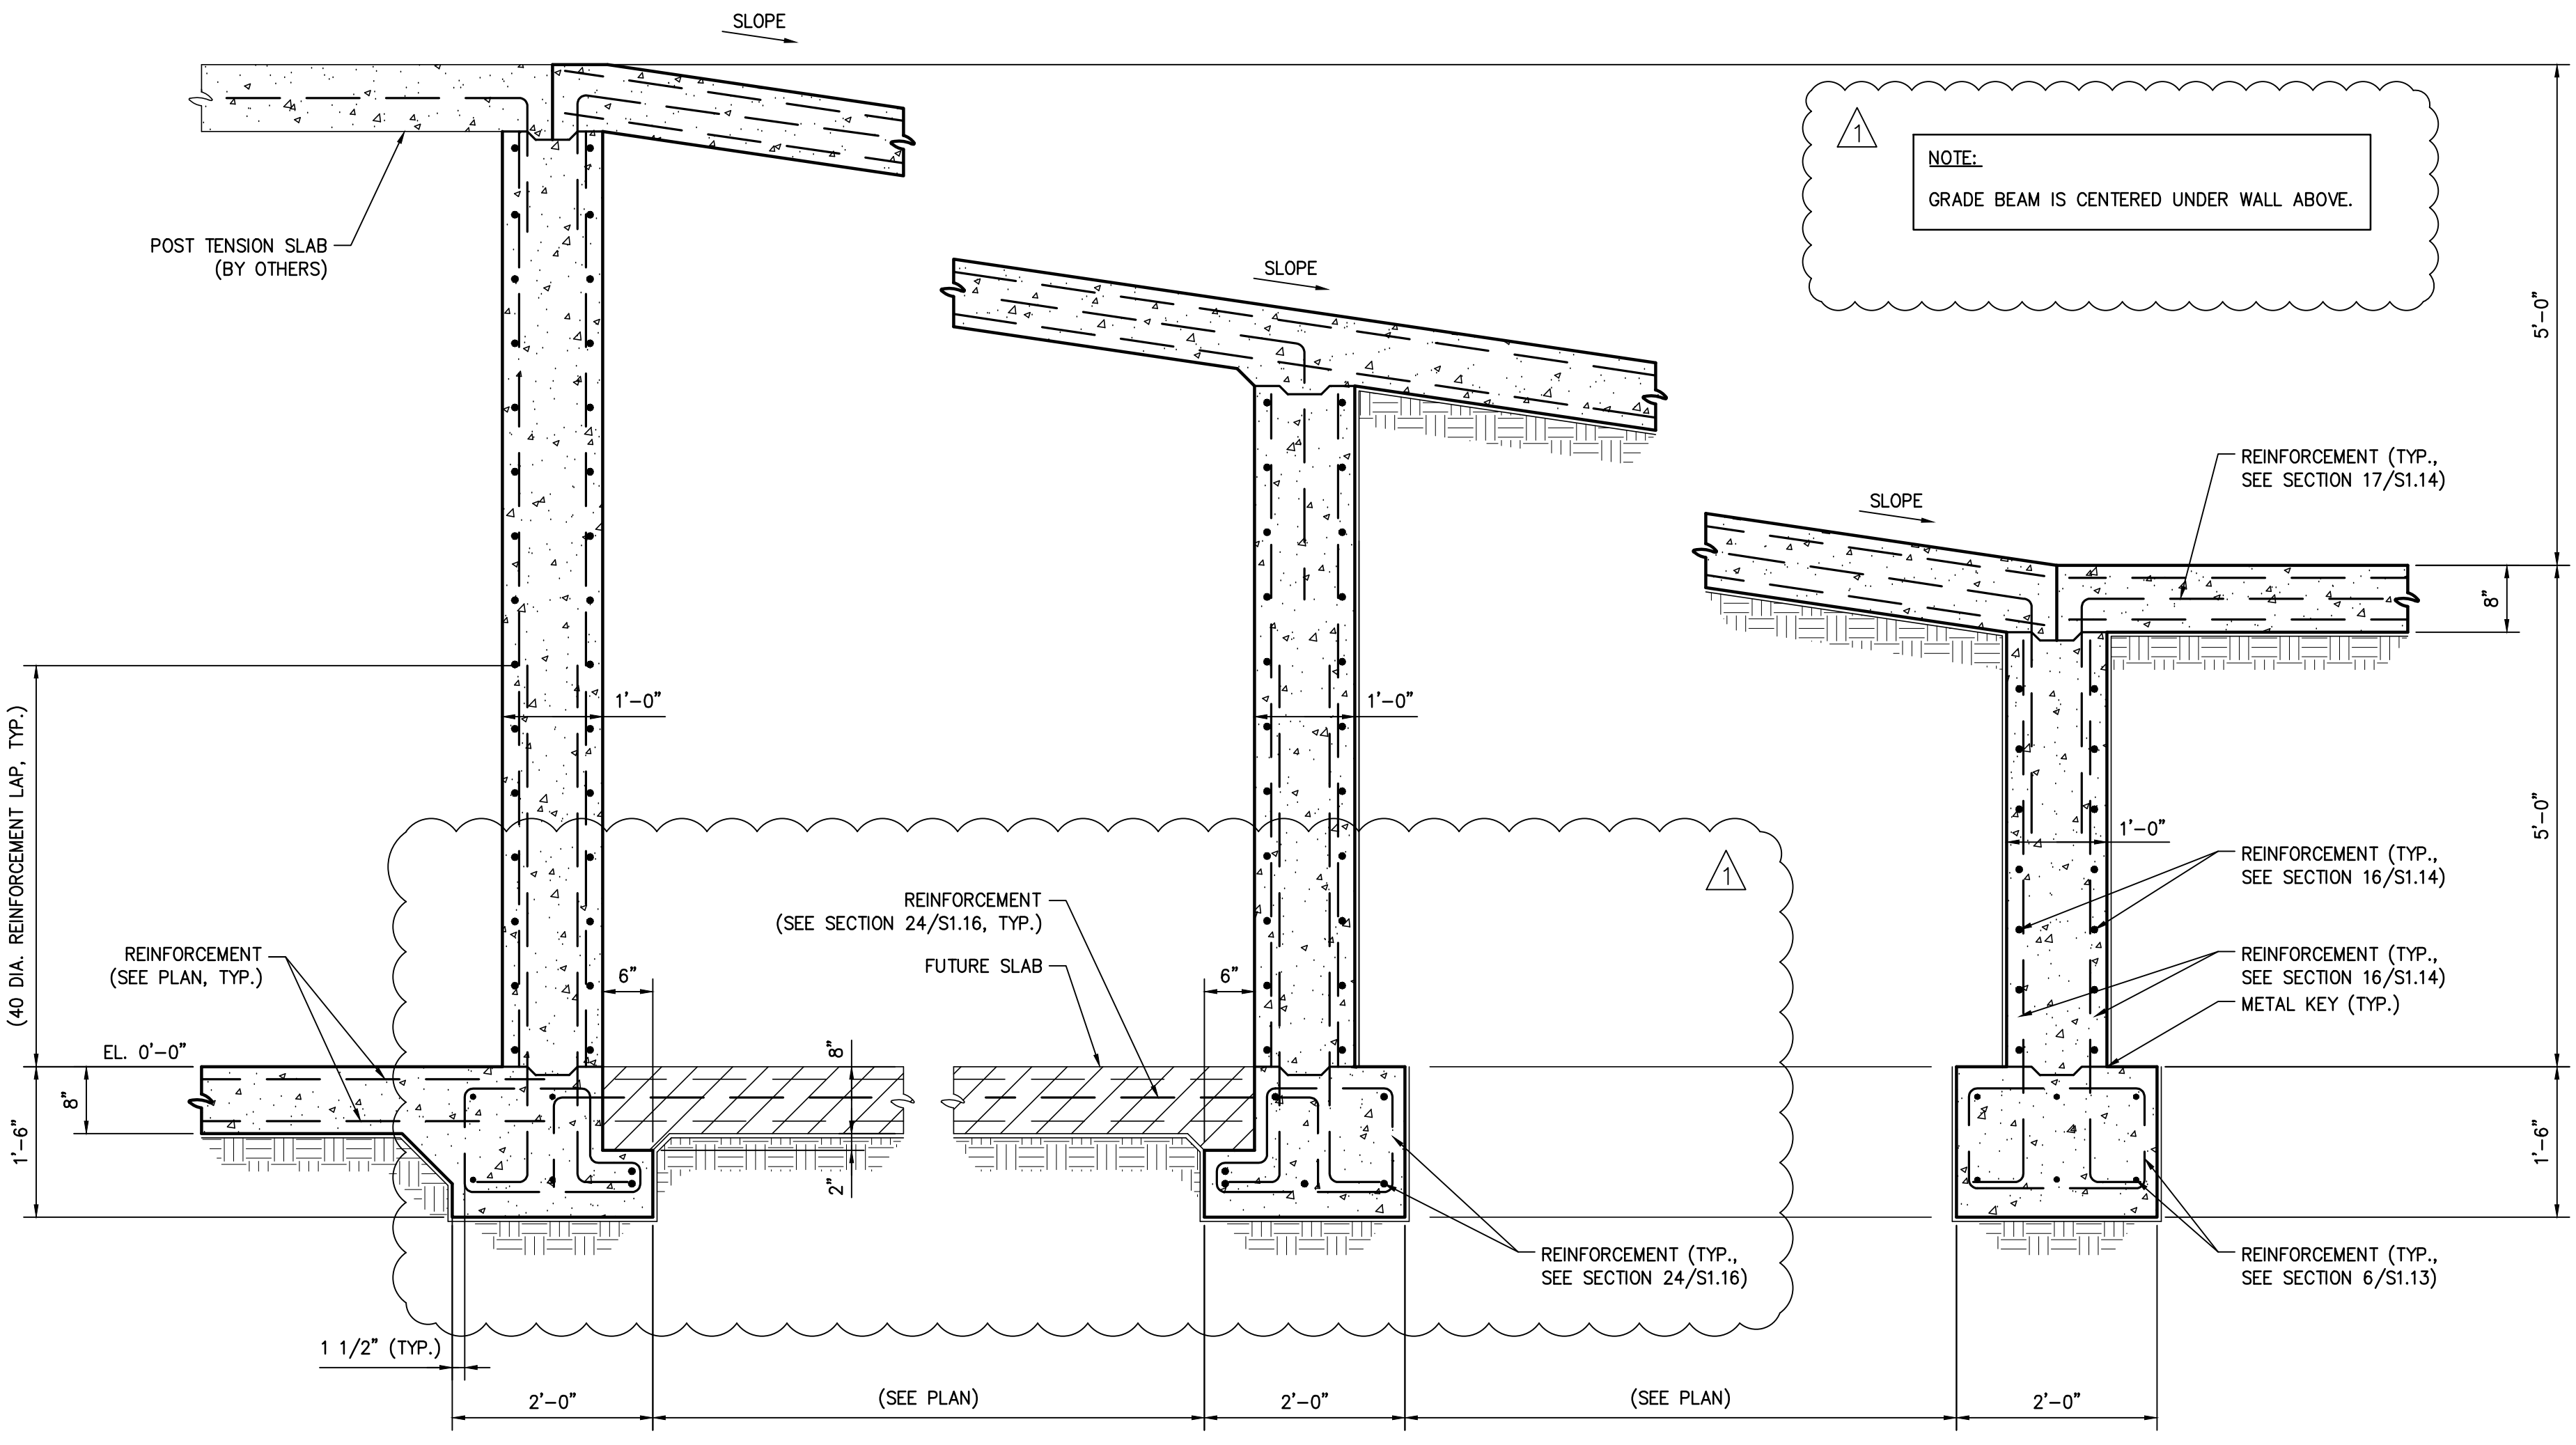 SLOPE
1
NOTE:
GRADE BEAM IS CENTERED UNDER WALL ABOVE.
POST TENSION SLAB
(BY OTHERS)
SLOPE
5'-0"
REINFORCEMENT (TYP.,
SEE SECTION 17/S1.14)
SLOPE
8"
1'-0"
1'-0"
(40 DIA. REINFORCEMENT LAP, TYP.)
5'-0"
1'-0"
REINFORCEMENT (TYP.,
SEE SECTION 16/S1.14)
1
REINFORCEMENT
(SEE SECTION 24/S1.16, TYP.)
REINFORCEMENT
(SEE PLAN, TYP.)
FUTURE SLAB
6"
6"
REINFORCEMENT (TYP.,
SEE SECTION 16/S1.14)
METAL KEY (TYP.)
EL. 0'-0"
8"
8"
1'-6"
2"
1'-6"
REINFORCEMENT (TYP.,
SEE SECTION 24/S1.16)
REINFORCEMENT (TYP.,
SEE SECTION 6/S1.13)
1 1/2" (TYP.)
2'-0"
(SEE PLAN)
2'-0"
(SEE PLAN)
2'-0"